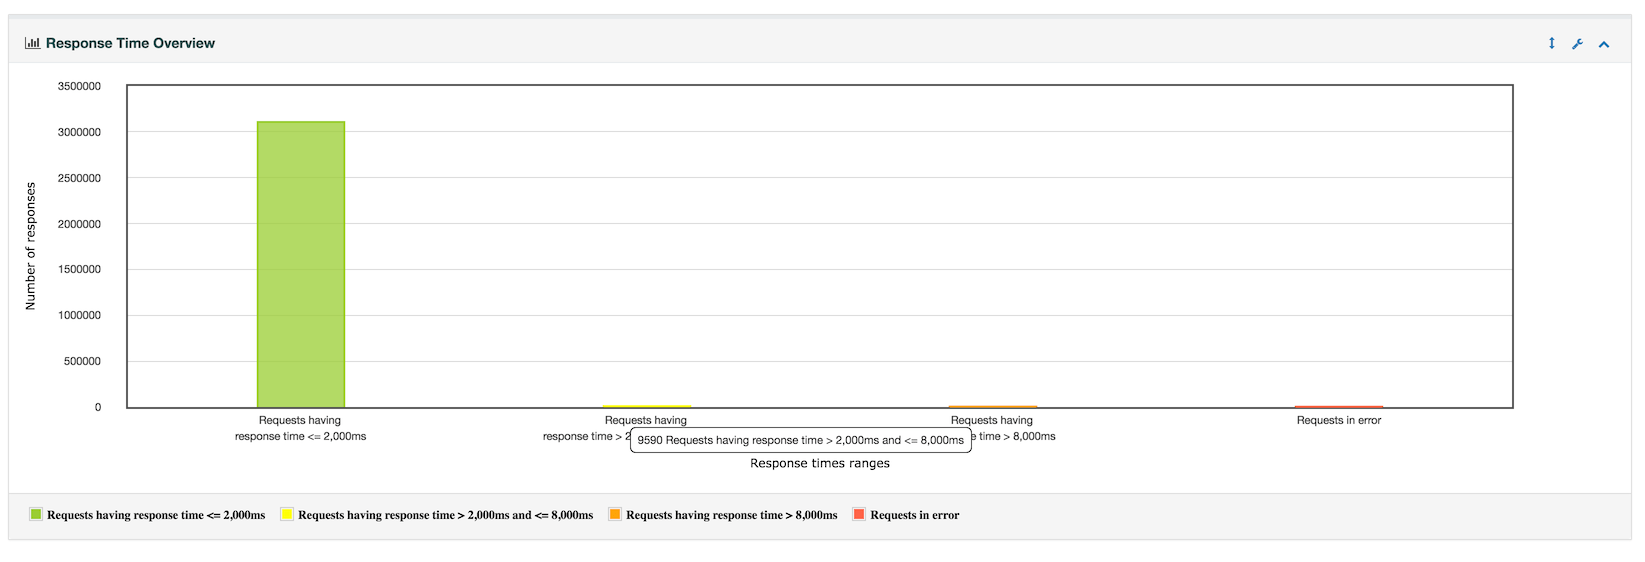 Response Time Overview
3500000
3000000
2500000
2000000
1500000
1000000
500000
0
Number of responses
Requests having
response time <= 2,000ms
Requests having
response time > 2
Requests having
e time > 8,000ms
Requests in error
9590 Requests having response time > 2,000ms and <= 8,000ms
Response times ranges
Requests having response time <= 2,000ms
Requests having response time > 2,000ms and <= 8,000ms
Requests having response time > 8,000ms
Requests in error